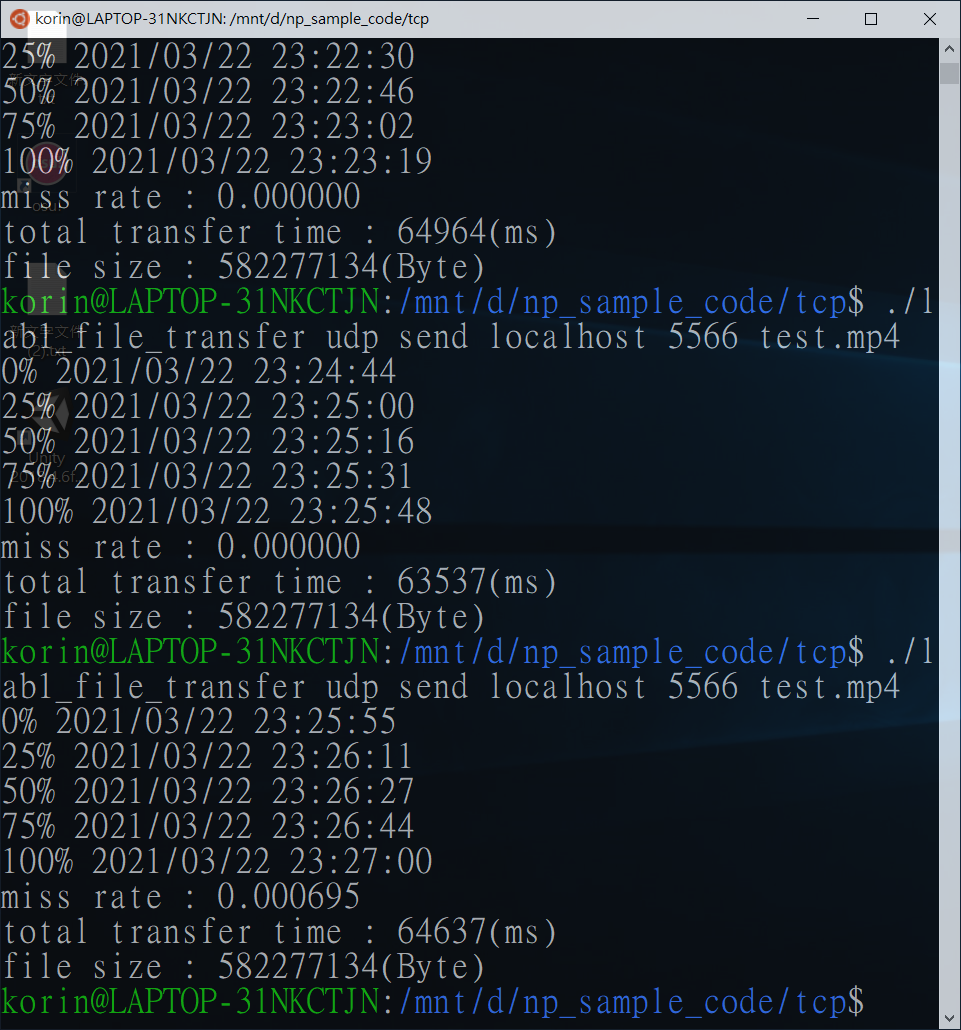 korin@LAPTOP-31NKCTJN: /mnt/d/np_sample_code/tcp
25% 2021/03/22 23:22:30
50% 2021/03/22 23:22:46
75% 2021/03/22 23:23:02
100% 2021/03/22 23:23:19
miss rate : 0.000000
total transfer time : 64964(ms)
file size : 582277134(Byte)
korin@LAPTOP-31NKCTJN:/mnt/d/np_sample_code/tcp$ ./l
ab1_file_transfer udp send localhost 5566 test.mp4
0% 2021/03/22 23:24:44
25% 2021/03/22 23:25:00
50% 2021/03/22 23:25:16
75% 2021/03/22 23:25:31
100% 2021/03/22 23:25:48
miss rate : 0.000000
total transfer time : 63537(ms)
file size : 582277134(Byte)
korin@LAPTOP-31NKCTJN:/mnt/d/np_sample_code/tcp$ ./l
ab1_file_transfer udp send localhost 5566 test.mp4
0% 2021/03/22 23:25:55
25% 2021/03/22 23:26:11
50% 2021/03/22 23:26:27
75% 2021/03/22 23:26:44
100% 2021/03/22 23:27:00
miss rate : 0.000695
total transfer time : 64637(ms)
file size : 582277134(Byte)
korin@LAPTOP-31NKCTJN:/mnt/d/np_sample_code/tcp$